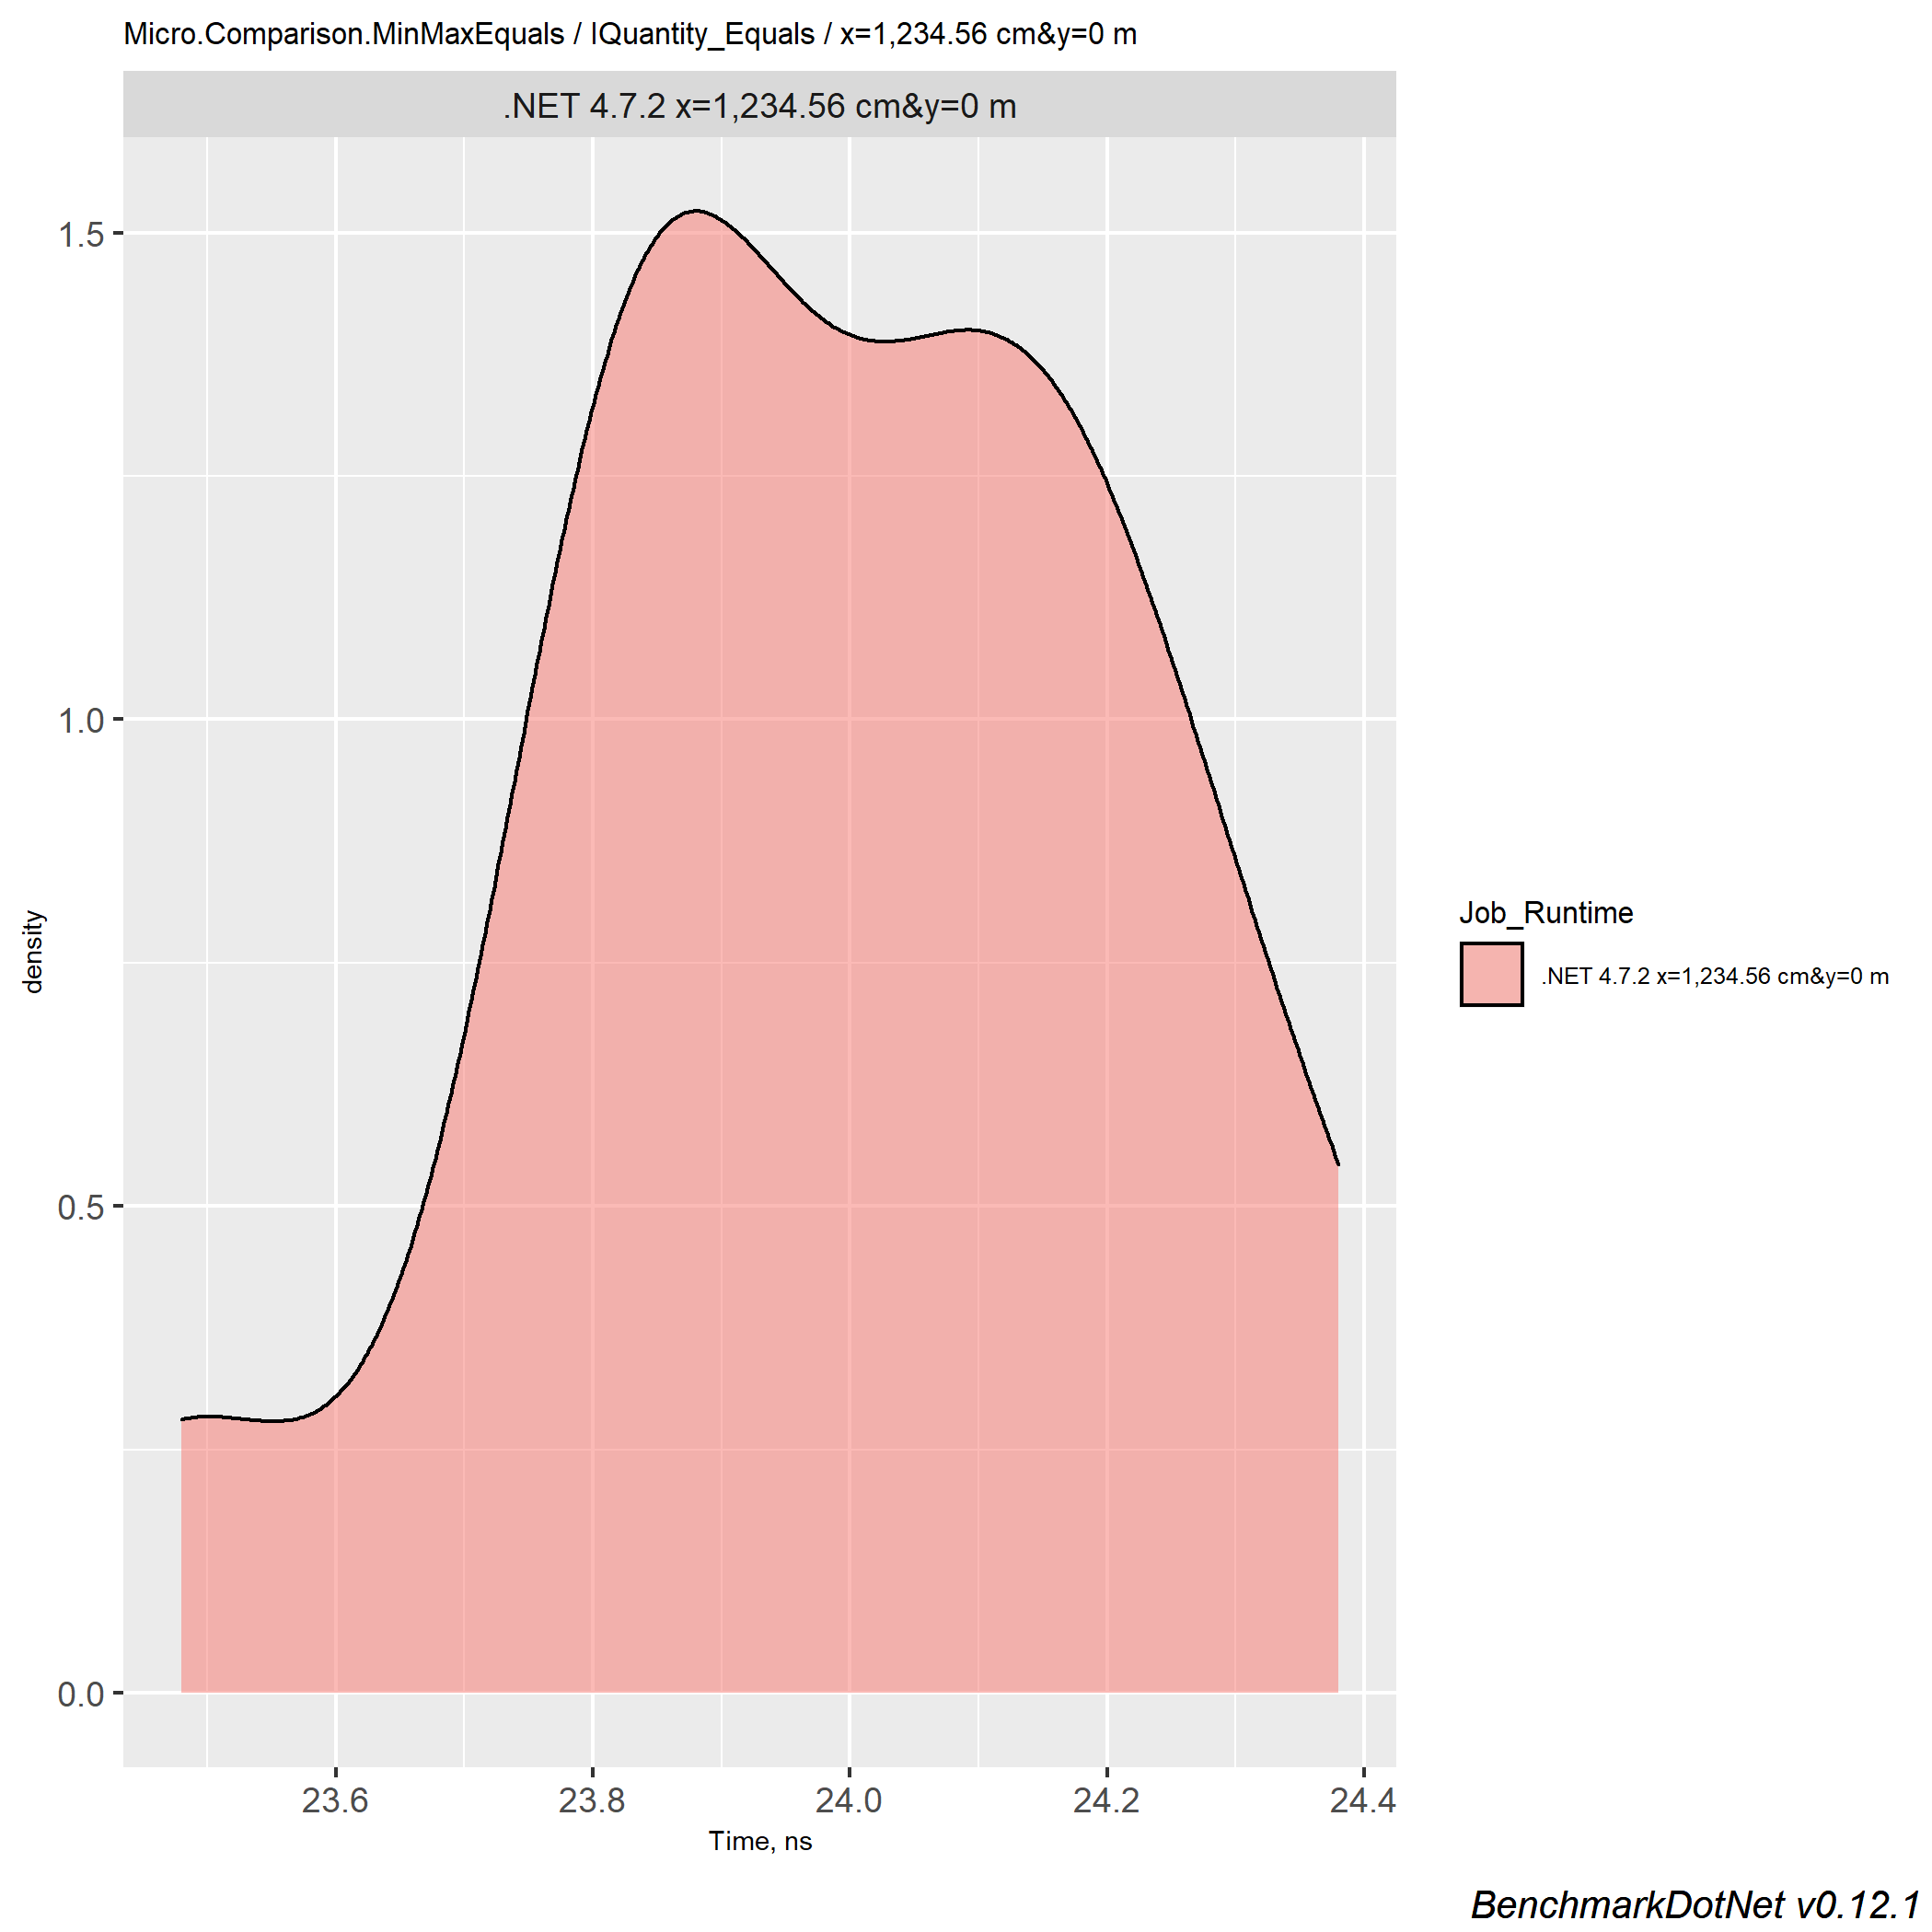 Micro.Comparison.MinMaxEquals / IQuantity_Equals / x=1,234.56 cm&y=0 m
.NET 4.7.2 x=1,234.56 cm&y=0 m
1.5
1.0
0.5
0.0
density
23.6 23.8 24.0 24.2 24.4
Time, ns
Job_Runtime
.NET 4.7.2 x=1,234.56 cm&y=0 m
BenchmarkDotNet v0.12.1